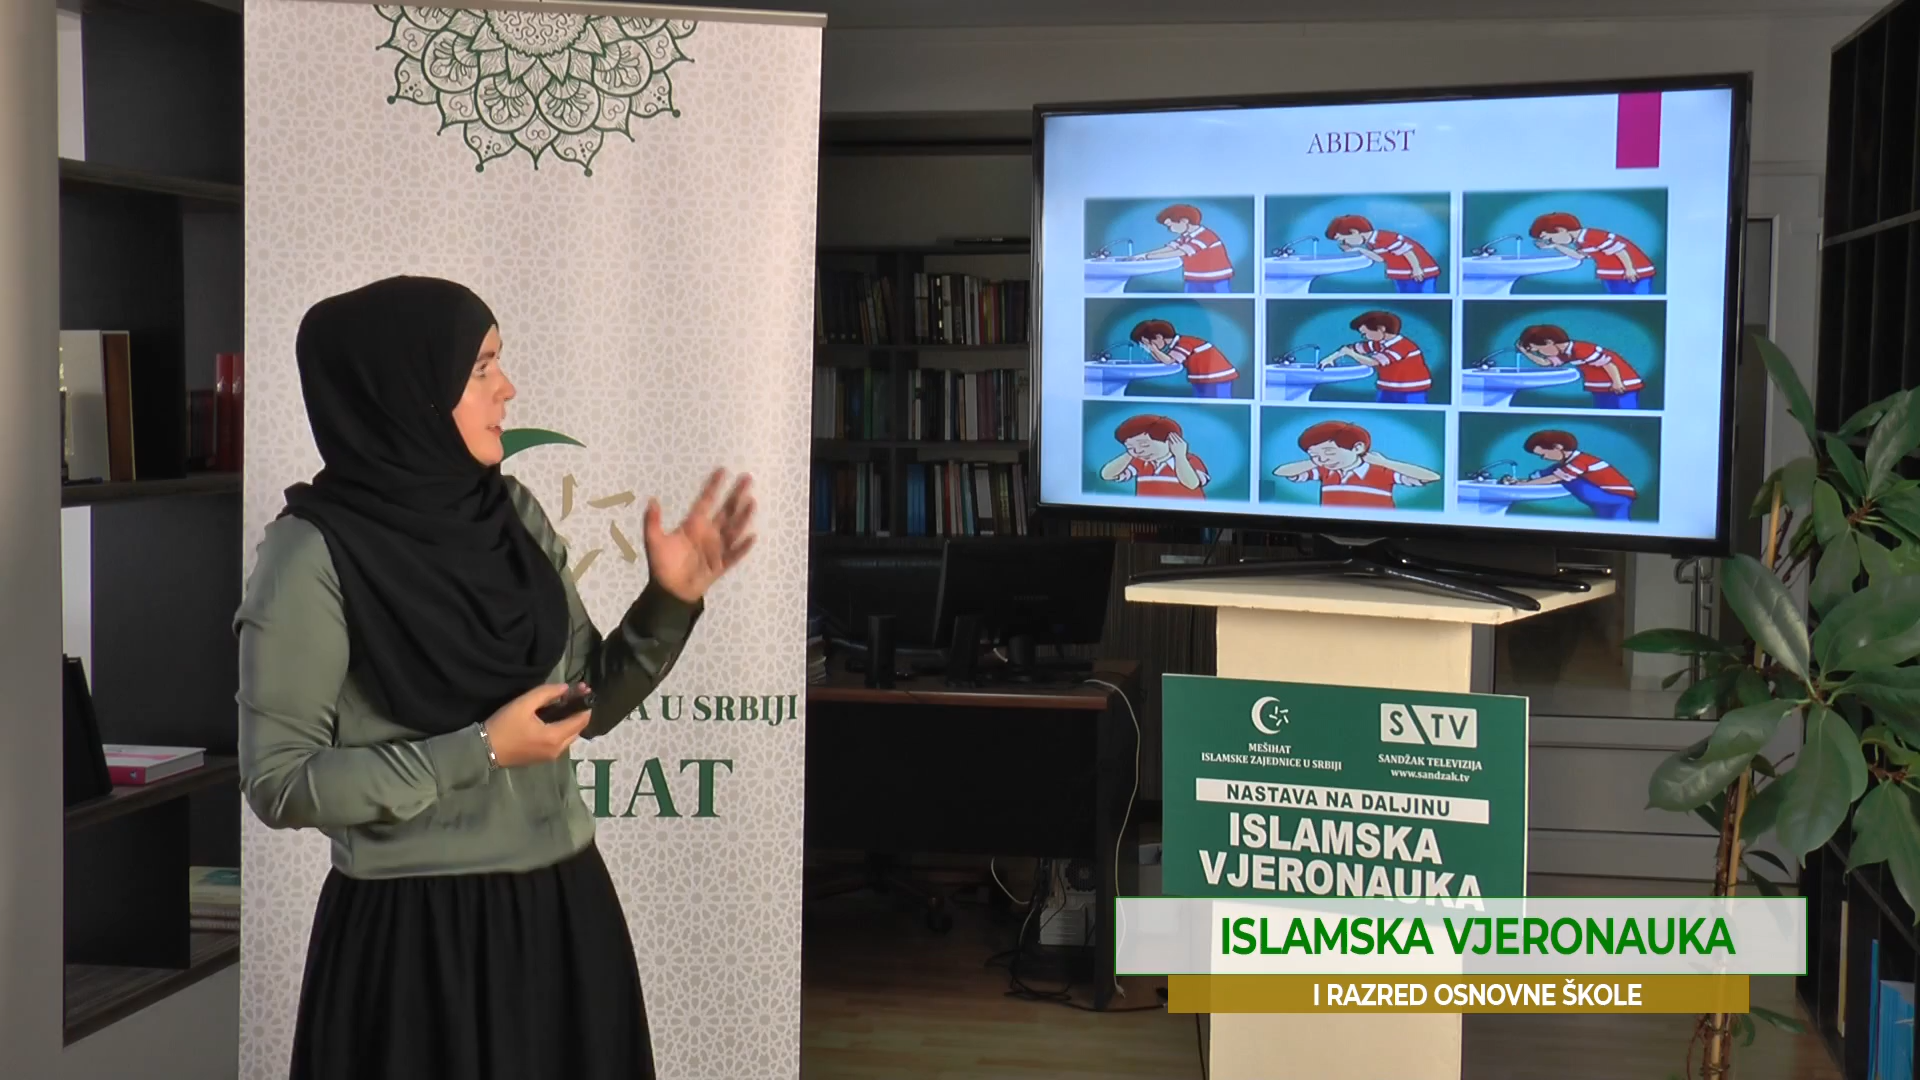 ABDEST
A U SRBIJI
HAT
MEŠIHAT
ISLAMSKE ZAJEDNICE U SRBIJI
S TV
SANDŽAK TELEVIZIJA
www.sandzak.tv
NASTAVA NA DALJINU
ISLAMSKA
VJERONAUKA
ISLAMSKA VJERONAUKA
I RAZRED OSNOVNE ŠKOLE